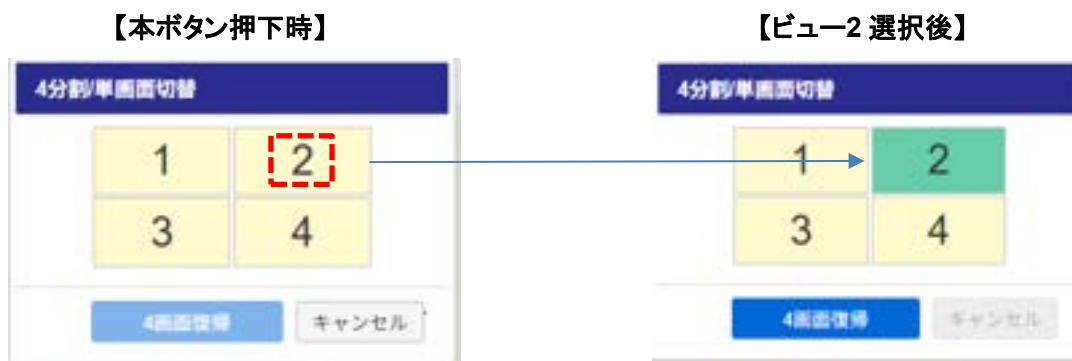 【本ボタン押下時】
【ビュー2 選択後】
4分割/単画面切替
4分割/単画面切替
1 2
3 4
1 2
3 4
4画面復帰 キャンセル
4画面復帰 キャンセル